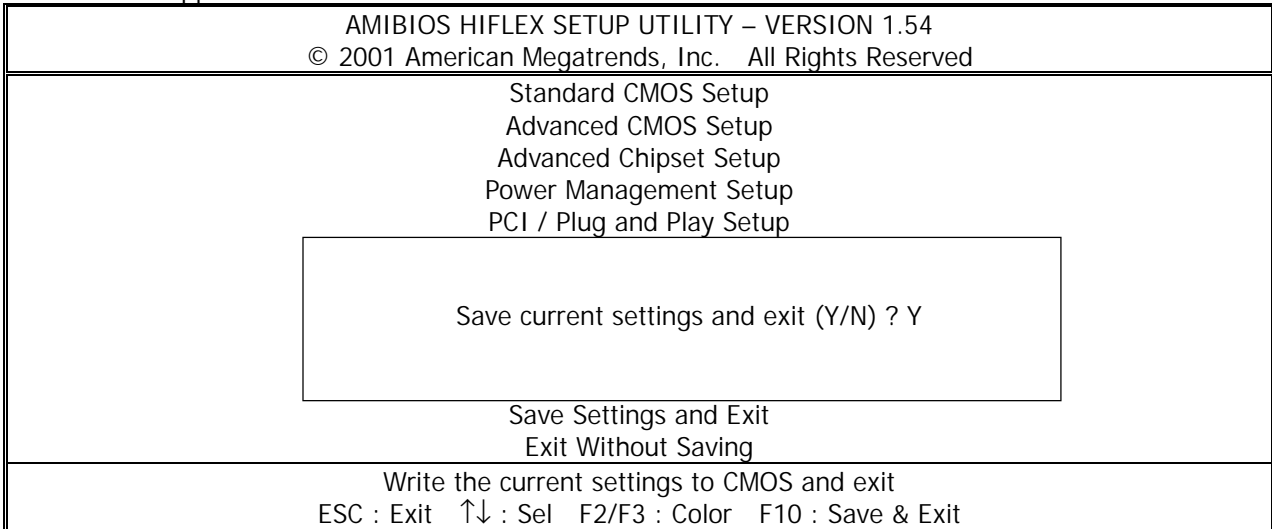 AMIBIOS HIFLEX SETUP UTILITY – VERSION 1.54
© 2001 American Megatrends, Inc. All Rights Reserved
Standard CMOS Setup
Advanced CMOS Setup
Advanced Chipset Setup
Power Management Setup
PCI / Plug and Play Setup
Save current settings and exit (Y/N) ? Y
Save Settings and Exit
Exit Without Saving
Write the current settings to CMOS and exit
ESC : Exit ↑↓ : Sel F2/F3 : Color F10 : Save & Exit